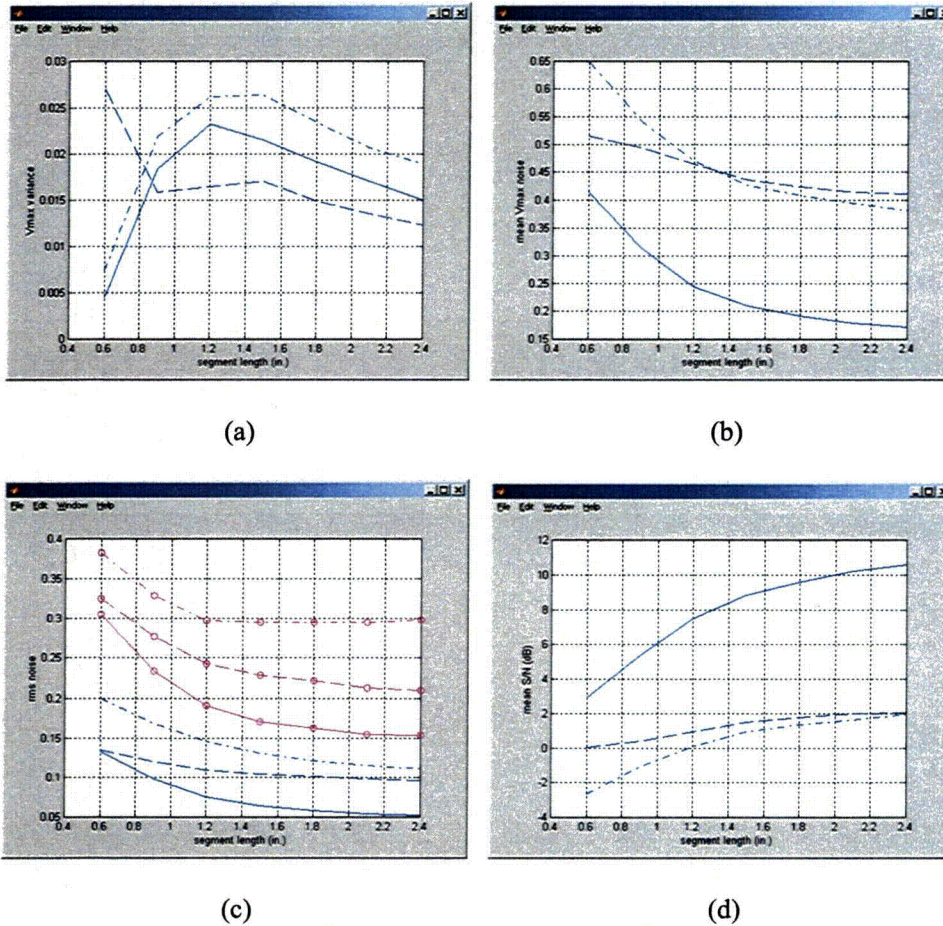 File Edit Window Help
0.03
0.025
0.02
0.015
0.01
0.005
0
Vmax variance
0.4 0.6 0.8 1 1.2 1.4 1.6 1.8 2 2.2 2.4
segment length (in.)
(a)
File Edit Window Help
0.65
0.6
0.55
0.5
0.45
0.4
0.35
0.3
0.25
0.2
0.15
mean Vmax noise
0.4 0.6 0.8 1 1.2 1.4 1.6 1.8 2 2.2 2.4
segment length (in.)
(b)
File Edit Window Help
0.4
0.35
0.3
0.25
0.2
0.15
0.1
0.05
rms noise
0.4 0.6 0.8 1 1.2 1.4 1.6 1.8 2 2.2 2.4
segment length (in.)
(c)
File Edit Window Help
12
10
8
6
4
2
0
-2
-4
mean S/N (dB)
0.4 0.6 0.8 1 1.2 1.4 1.6 1.8 2 2.2 2.4
segment length (in.)
(d)